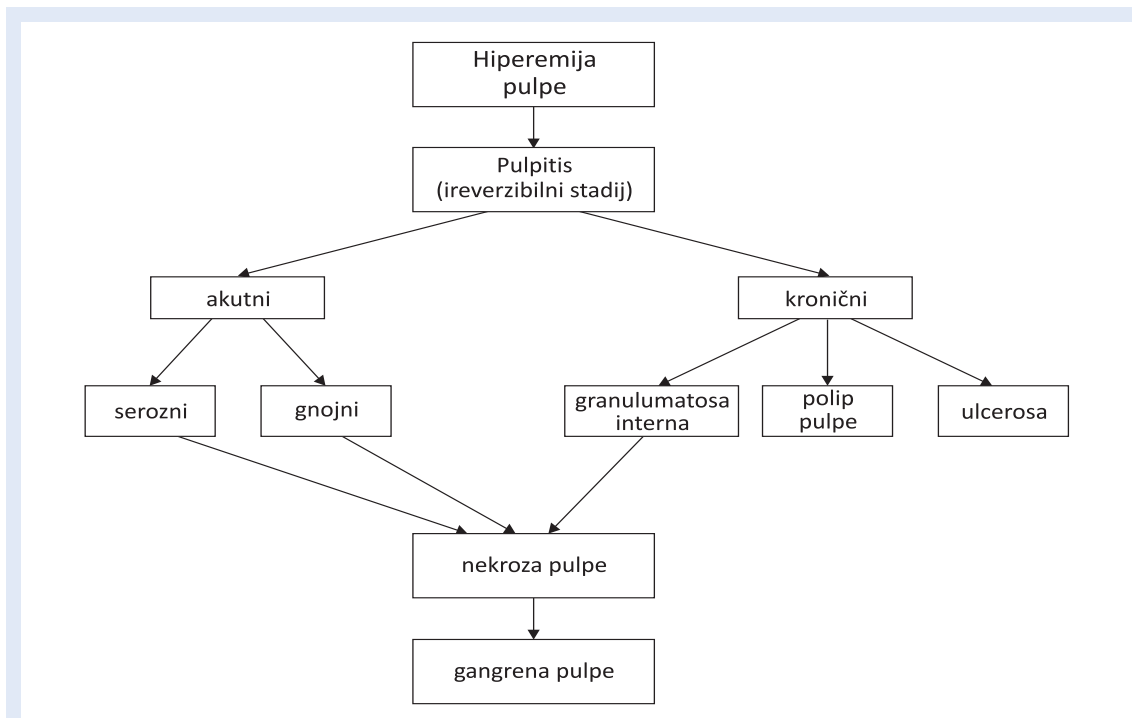 Hiperemija
pulpe
Pulpitis
(ireverzibilni stadij)
akutni
kronični
serozni
gnojni
granulumatosa
interna
polip
pulpe
ulcerosa
nekroza pulpe
gangrena pulpe